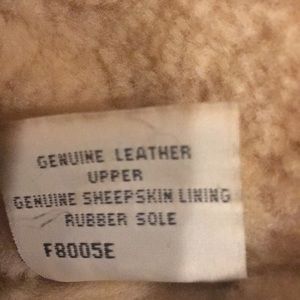 GENUINE LEATHER
UPPER
GENUINE SHEEPSKIN LINING
RUBBER SOLE
F8005E